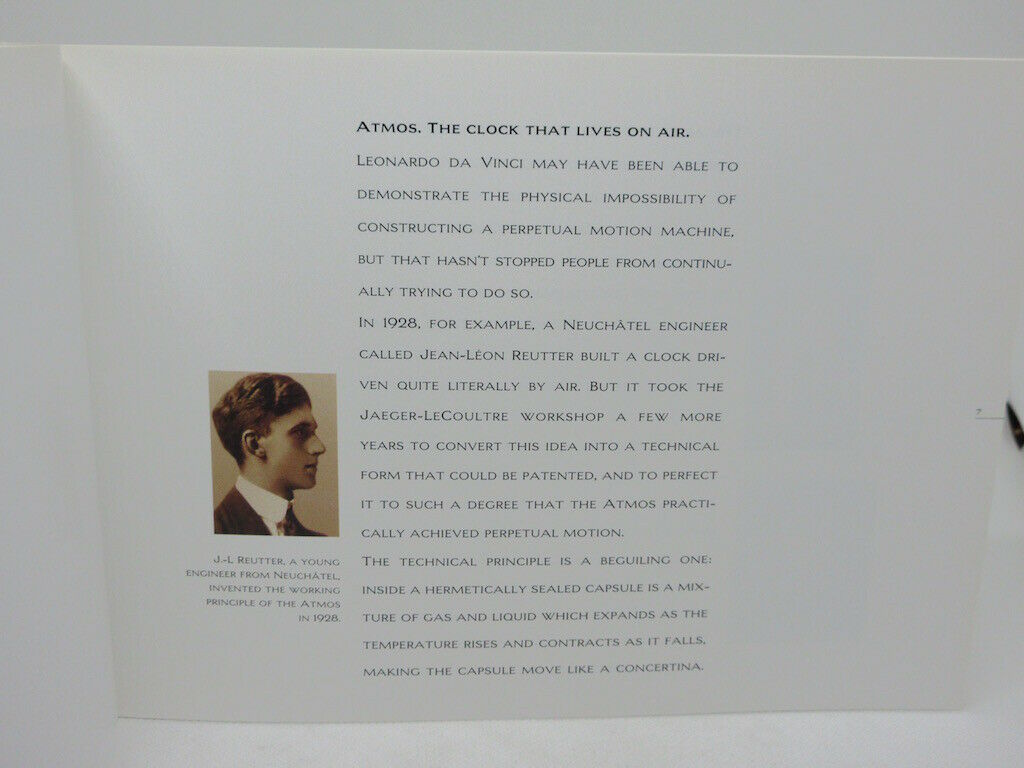 ATMOS. THE CLOCK THAT LIVES ON AIR.
LEONARDO DA VINCI MAY HAVE BEEN ABLE TO
DEMONSTRATE THE PHYSICAL IMPOSSIBILITY OF
CONSTRUCTING A PERPETUAL MOTION MACHINE,
BUT THAT HASN'T STOPPED PEOPLE FROM CONTINU-
ALLY TRYING TO DO SO.
IN 1928, FOR EXAMPLE, A NEUCHÂTEL ENGINEER
CALLED JEAN-LÉON REUTTER BUILT A CLOCK DRI-
VEN QUITE LITERALLY BY AIR. BUT IT TOOK THE
JAEGER-LECOULTRE WORKSHOP A FEW MORE
YEARS TO CONVERT THIS IDEA INTO A TECHNICAL
FORM THAT COULD BE PATENTED, AND TO PERFECT
IT TO SUCH A DEGREE THAT THE ATMOS PRACTI-
CALLY ACHIEVED PERPETUAL MOTION.
THE TECHNICAL PRINCIPLE IS A BEGUILING ONE:
INSIDE A HERMETICALLY SEALED CAPSULE IS A MIX-
TURE OF GAS AND LIQUID WHICH EXPANDS AS THE
TEMPERATURE RISES AND CONTRACTS AS IT FALLS,
MAKING THE CAPSULE MOVE LIKE A CONCERTINA.
J.-L REUTTER, A YOUNG
ENGINEER FROM NEUCHÂTEL,
INVENTED THE WORKING
PRINCIPLE OF THE ATMOS
IN 1928.
7